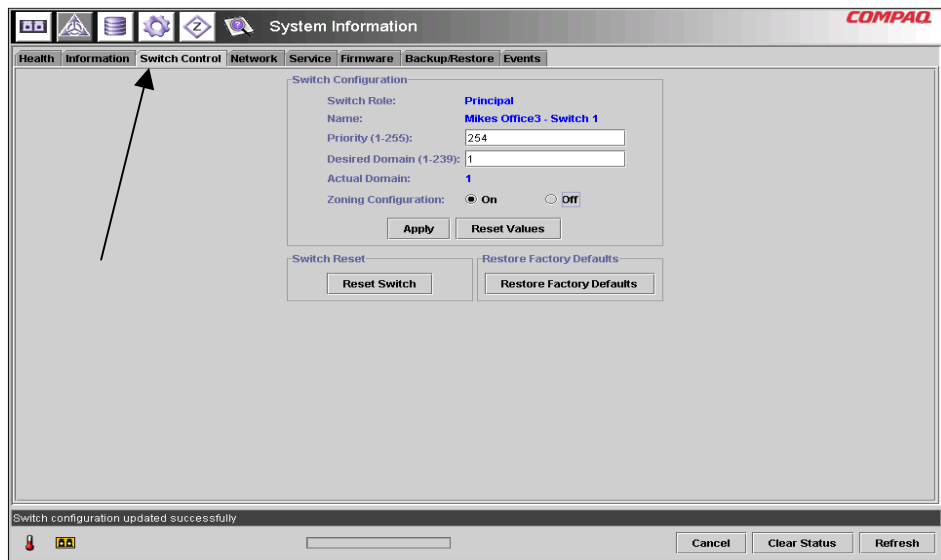 System Information
COMPAQ
Health Information Switch Control Network Service Firmware Backup/Restore Events
Switch Configuration
Switch Role: Principal
Name: Mikes Office3 - Switch 1
Priority (1-255): 254
Desired Domain (1-239): 1
Actual Domain: 1
Zoning Configuration: On Off
Apply Reset Values
Switch Reset Restore Factory Defaults
Reset Switch Restore Factory Defaults
Switch configuration updated successfully
Cancel Clear Status Refresh